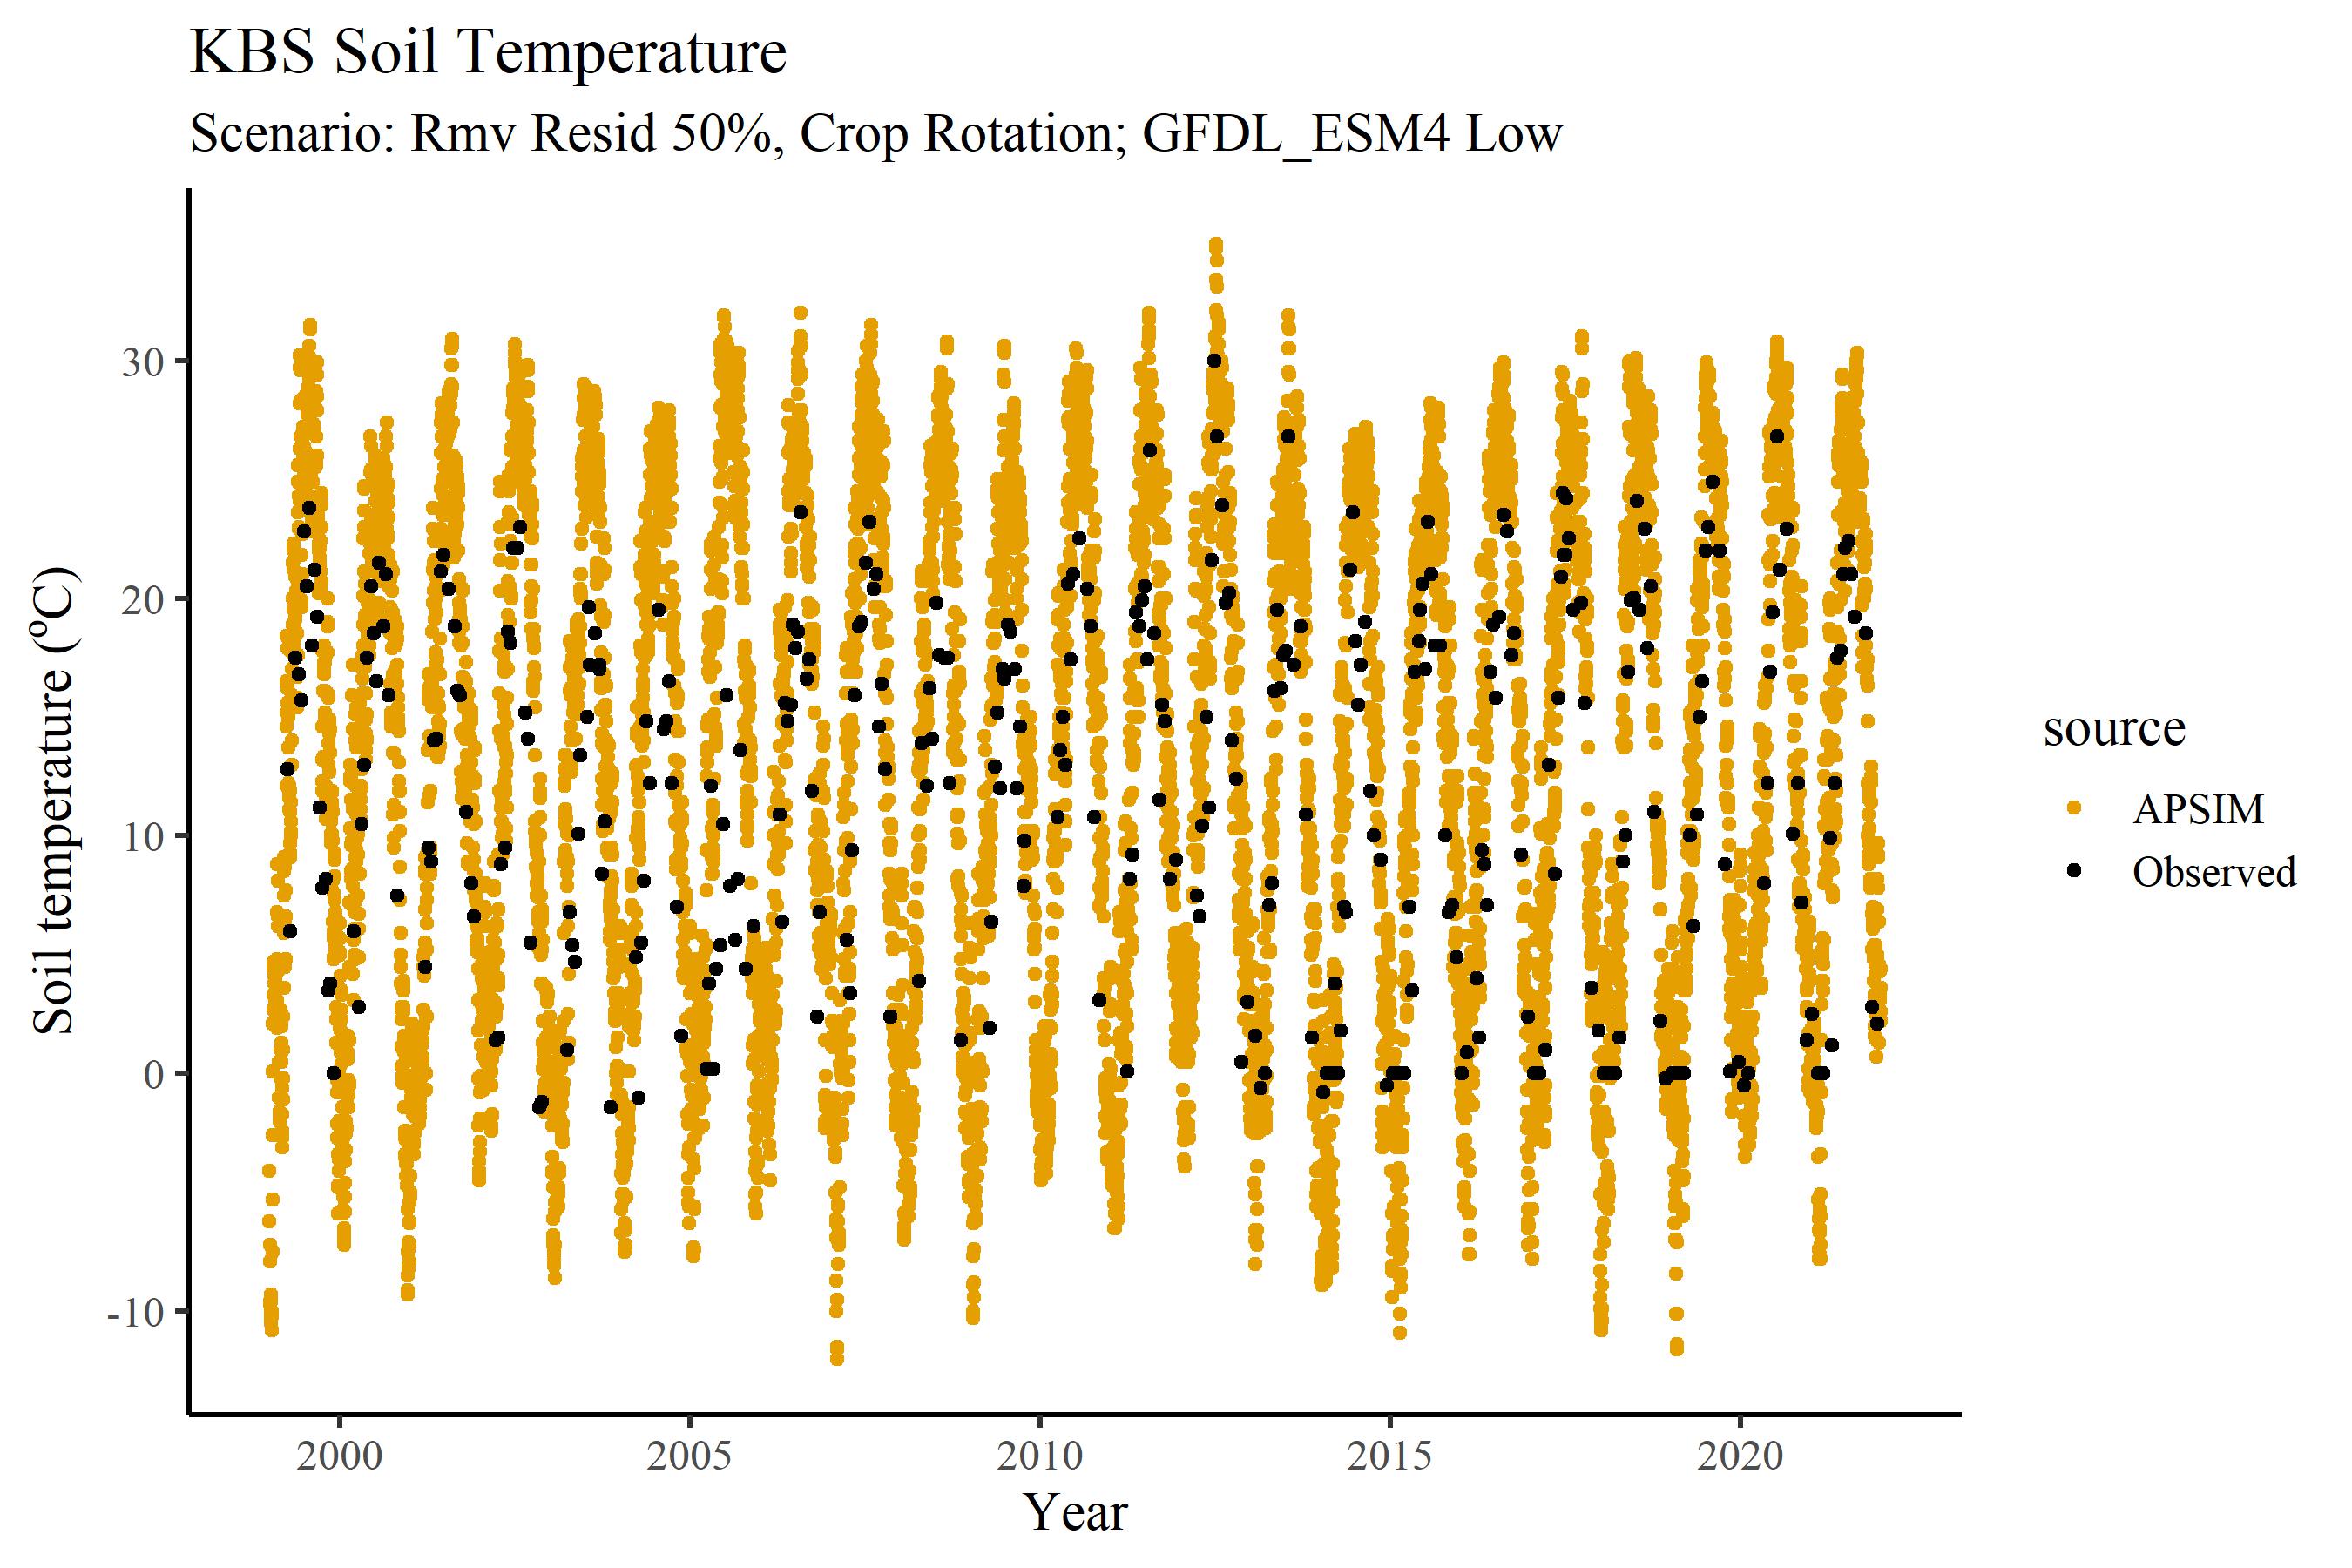 KBS Soil Temperature
Scenario: Rmv Resid 50%, Crop Rotation; GFDL_ESM4 Low
Soil temperature (ºC)
30
20
10
0
-10
2000
2005
2010
2015
2020
Year
source
APSIM
Observed